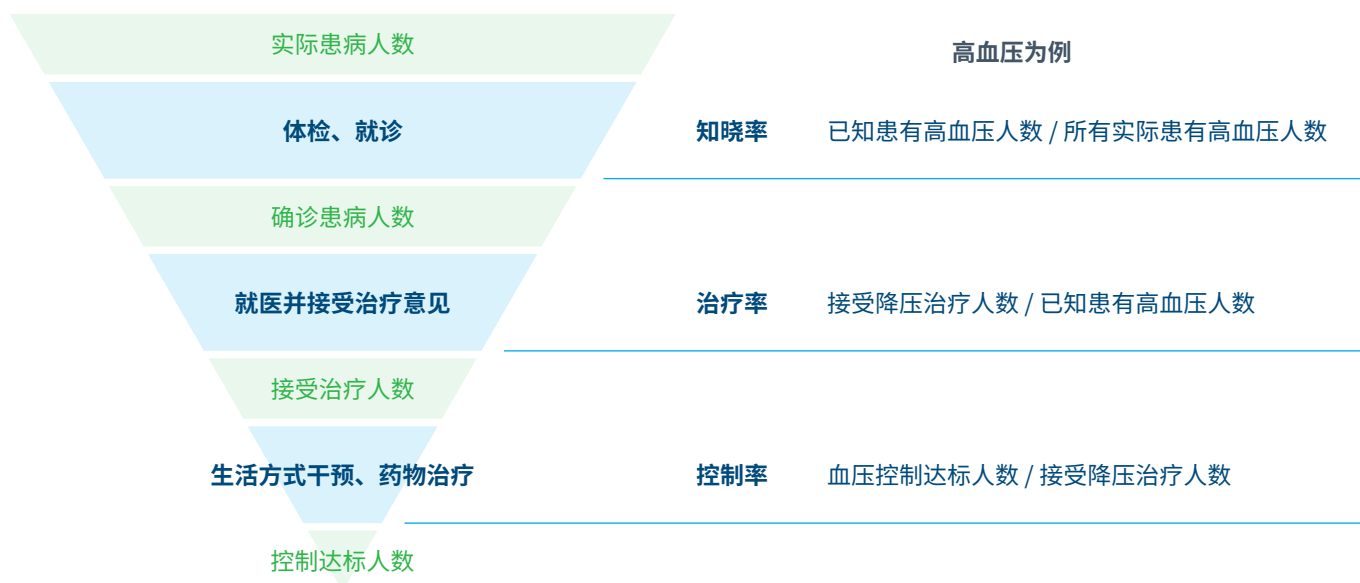 实际患病人数
高血压为例
体检、就诊
知晓率 已知患有高血压人数 / 所有实际患有高血压人数
确诊患病人数
就医并接受治疗意见
治疗率 接受降压治疗人数 / 已知患有高血压人数
接受治疗人数
生活方式干预、药物治疗
控制率 血压控制达标人数 / 接受降压治疗人数
控制达标人数